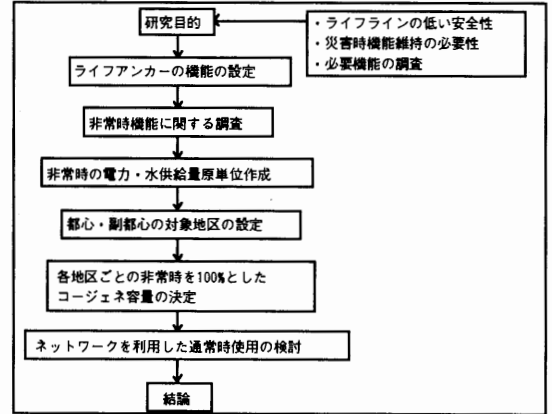 研究目的
・ライフラインの低い安全性
・災害時機能維持の必要性
・必要機能の調査
ライフアンカーの機能の設定
非常時機能に関する調査
非常時の電力・水供給量原単位作成
都心・副都心の対象地区の設定
各地区ごとの非常時を100%とした
コージェネ容量の決定
ネットワークを利用した通常時使用の検討
結論